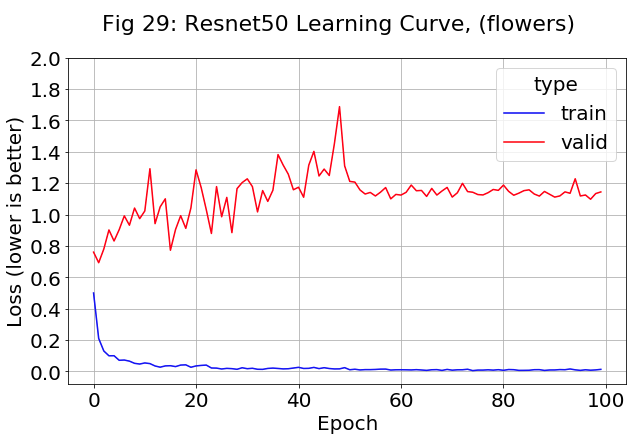 Fig 29: Resnet50 Learning Curve, (flowers)
2.0
1.8
1.6
1.4
1.2
1.0
0.8
0.6
0.4
0.2
0.0
Loss (lower is better)
type
train
valid
0 20 40 60 80 100
Epoch